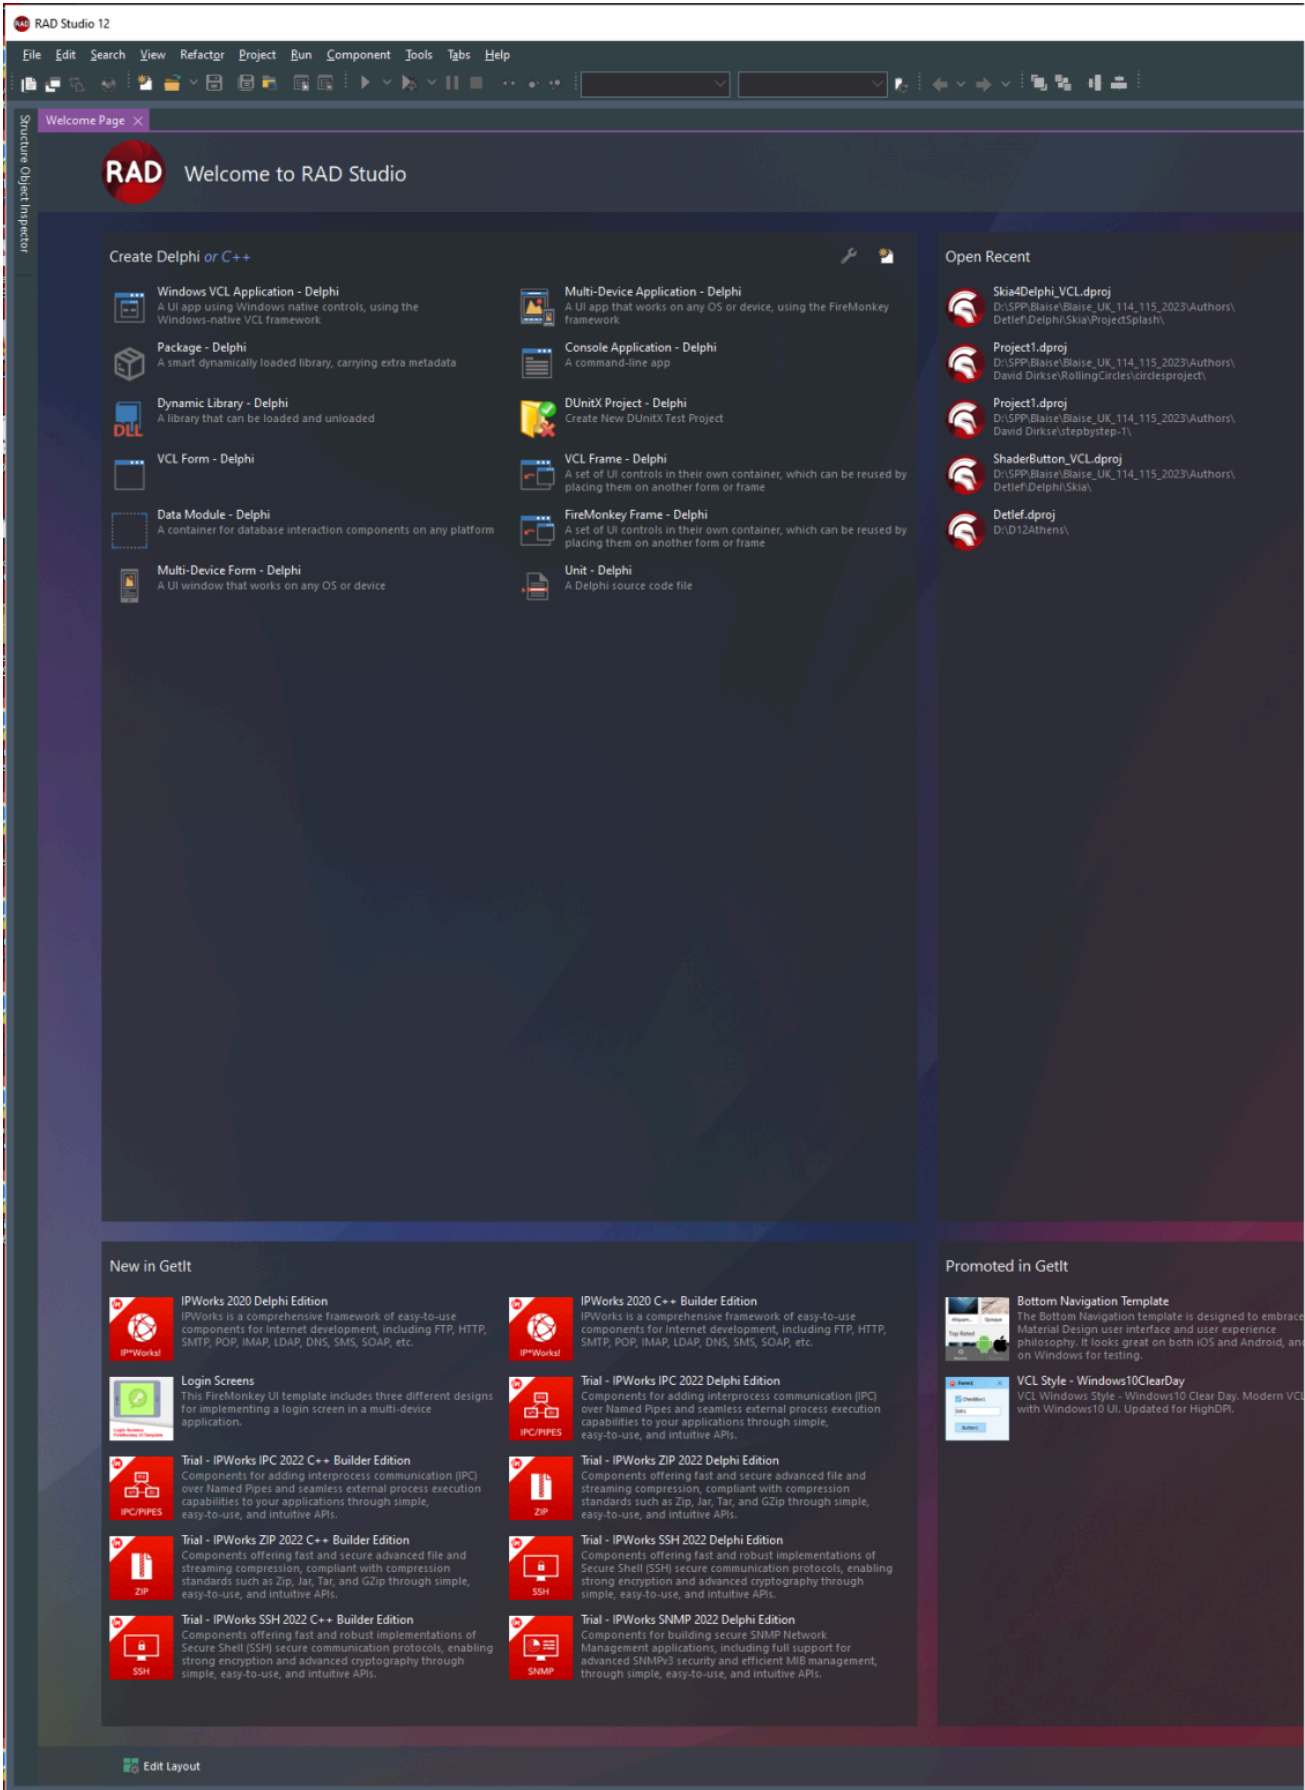 RAD Studio 12
File Edit Search View Refactor Project Run Component Tools Tabs Help
Structure Object Inspector
Welcome Page
RAD
Welcome to RAD Studio
Create Delphi or C++
Windows VCL Application - Delphi
A UI app using Windows native controls, using the
Windows-native VCL framework
Multi-Device Application - Delphi
A UI app that works on any OS or device, using the FireMonkey
framework
Package - Delphi
A smart dynamically loaded library, carrying extra metadata
Console Application - Delphi
A command-line app
DLL
Dynamic Library - Delphi
A library that can be loaded and unloaded
DUnitX Project - Delphi
Create New DUnitX Test Project
VCL Form - Delphi
VCL Frame - Delphi
A set of UI controls in their own container, which can be reused by
placing them on another form or frame
Data Module - Delphi
A container for database interaction components on any platform
FireMonkey Frame - Delphi
A set of UI controls in their own container, which can be reused by
placing them on another form or frame
Multi-Device Form - Delphi
A UI window that works on any OS or device
Unit - Delphi
A Delphi source code file
Open Recent
Skia4Delphi_VCL.dproj
D:\SPP\Blaise\Blaise_UK_114_115_2023\Authors\
Detlef\Delphi\Skia\ProjectSplash\
Project1.dproj
D:\SPP\Blaise\Blaise_UK_114_115_2023\Authors\
David Dirkse\RollingCircles\circlesproject\
Project1.dproj
D:\SPP\Blaise\Blaise_UK_114_115_2023\Authors\
David Dirkse\stepbystep-1\
ShaderButton_VCL.dproj
D:\SPP\Blaise\Blaise_UK_114_115_2023\Authors\
Detlef\Delphi\Skia\
Detlef.dproj
D:\D12Athens\
New in GetIt
IP*Works!
IPWorks 2020 Delphi Edition
IPWorks is a comprehensive framework of easy-to-use
components for Internet development, including FTP, HTTP,
SMTP, POP, IMAP, LDAP, DNS, SMS, SOAP, etc.
IP*Works!
IPWorks 2020 C++ Builder Edition
IPWorks is a comprehensive framework of easy-to-use
components for Internet development, including FTP, HTTP,
SMTP, POP, IMAP, LDAP, DNS, SMS, SOAP, etc.
Login Screens
FireMonkey UI Template
Login Screens
This FireMonkey UI template includes three different designs
for implementing a login screen in a multi-device
application.
IPC/PIPES
Trial - IPWorks IPC 2022 Delphi Edition
Components for adding interprocess communication (IPC)
over Named Pipes and seamless external process execution
capabilities to your applications through simple,
easy-to-use, and intuitive APIs.
IPC/PIPES
Trial - IPWorks IPC 2022 C++ Builder Edition
Components for adding interprocess communication (IPC)
over Named Pipes and seamless external process execution
capabilities to your applications through simple,
easy-to-use, and intuitive APIs.
ZIP
Trial - IPWorks ZIP 2022 Delphi Edition
Components offering fast and secure advanced file and
streaming compression, compliant with compression
standards such as Zip, Jar, Tar, and GZip through simple,
easy-to-use, and intuitive APIs.
ZIP
Trial - IPWorks ZIP 2022 C++ Builder Edition
Components offering fast and secure advanced file and
streaming compression, compliant with compression
standards such as Zip, Jar, Tar, and GZip through simple,
easy-to-use, and intuitive APIs.
SSH
Trial - IPWorks SSH 2022 Delphi Edition
Components offering fast and robust implementations of
Secure Shell (SSH) secure communication protocols, enabling
strong encryption and advanced cryptography through
simple, easy-to-use, and intuitive APIs.
SSH
Trial - IPWorks SSH 2022 C++ Builder Edition
Components offering fast and robust implementations of
Secure Shell (SSH) secure communication protocols, enabling
strong encryption and advanced cryptography through
simple, easy-to-use, and intuitive APIs.
SNMP
Trial - IPWorks SNMP 2022 Delphi Edition
Components for building secure SNMP Network
Management applications, including full support for
advanced SNMPv3 security and efficient MIB management,
through simple, easy-to-use, and intuitive APIs.
Promoted in GetIt
Aliquam... Quisque
Top Rated
Bottom Navigation Template
The Bottom Navigation template is designed to embrace
Material Design user interface and user experience
philosophy. It looks great on both iOS and Android, and
on Windows for testing.
Form1
Checkbox1
Edit1
Button1
VCL Style - Windows10ClearDay
VCL Windows Style - Windows10 Clear Day. Modern VCL
with Windows10 UI. Updated for HighDPI.
Edit Layout